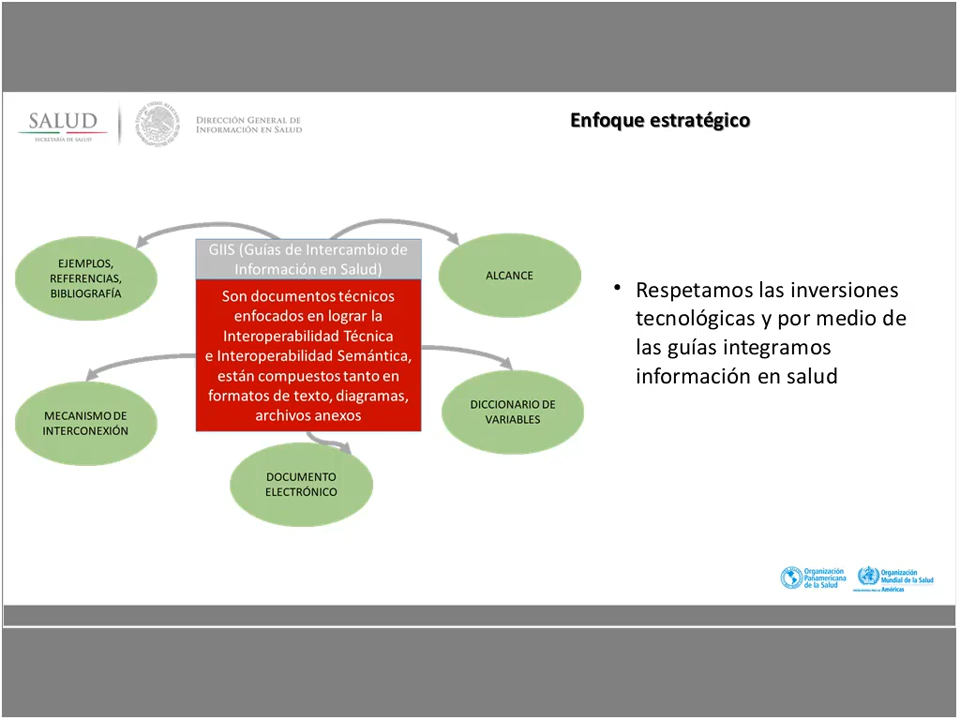 SALUD
SECRETARÍA DE SALUD
DIRECCIÓN GENERAL DE
INFORMACIÓN EN SALUD
Enfoque estratégico
GIIS (Guías de Intercambio de
Información en Salud)
Son documentos técnicos
enfocados en lograr la
Interoperabilidad Técnica
e Interoperabilidad Semántica,
están compuestos tanto en
formatos de texto, diagramas,
archivos anexos
EJEMPLOS,
REFERENCIAS,
BIBLIOGRAFÍA
ALCANCE
MECANISMO DE
INTERCONEXIÓN
DICCIONARIO DE
VARIABLES
DOCUMENTO
ELECTRÓNICO
• Respetamos las inversiones
tecnológicas y por medio de
las guías integramos
información en salud
Organización
Panamericana
de la Salud
Organización
Mundial de la Salud
Américas